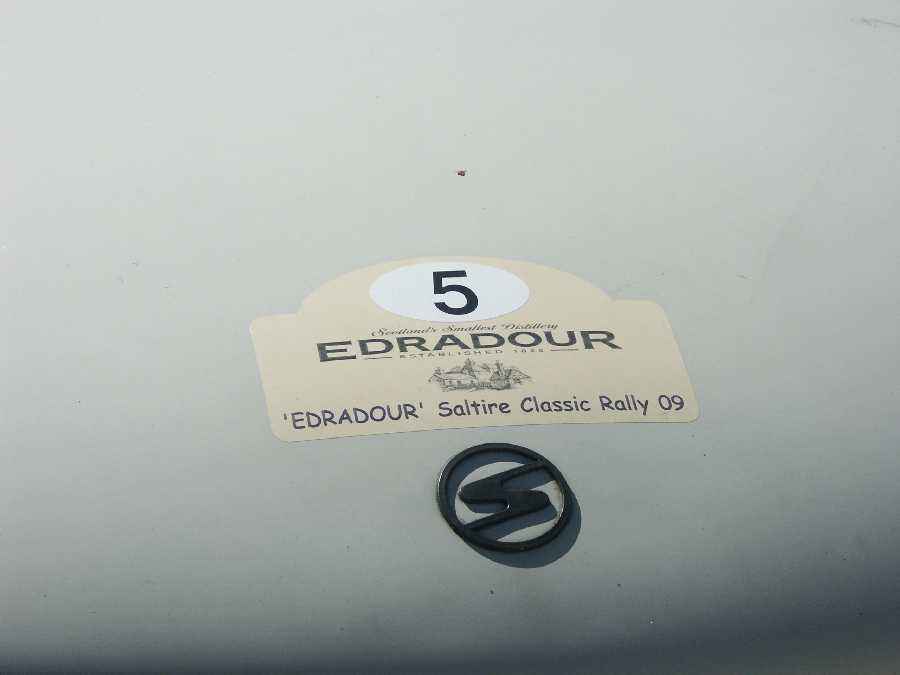 5
Scotland's Smallest Distillery
EDRADOUR
ESTABLISHED 1825
'EDRADOUR' Saltire Classic Rally 09